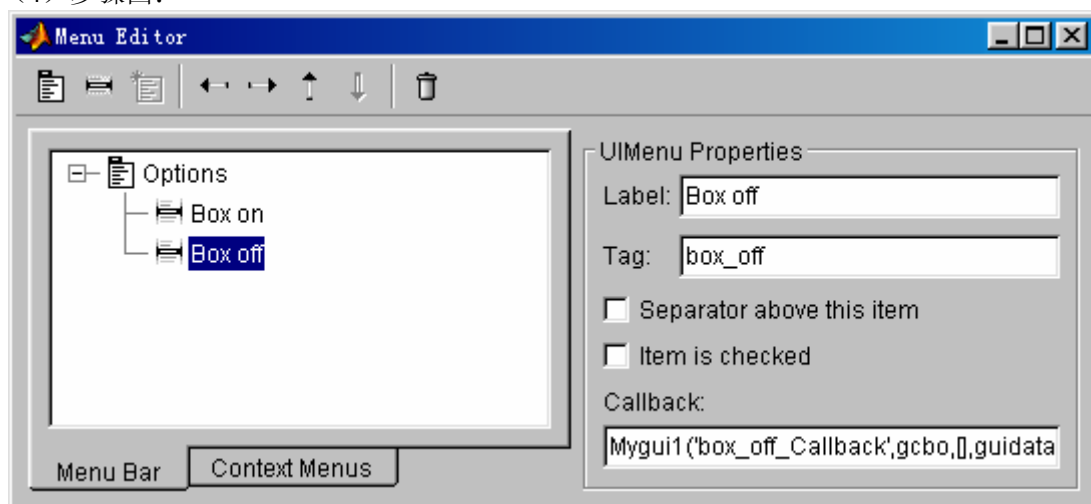 Menu Editor
Options
Box on
Box off
Menu Bar
Context Menus
UIMenu Properties
Label: Box off
Tag: box_off
Separator above this item
Item is checked
Callback:
Mygui1('box_off_Callback',gcbo,[],guidata